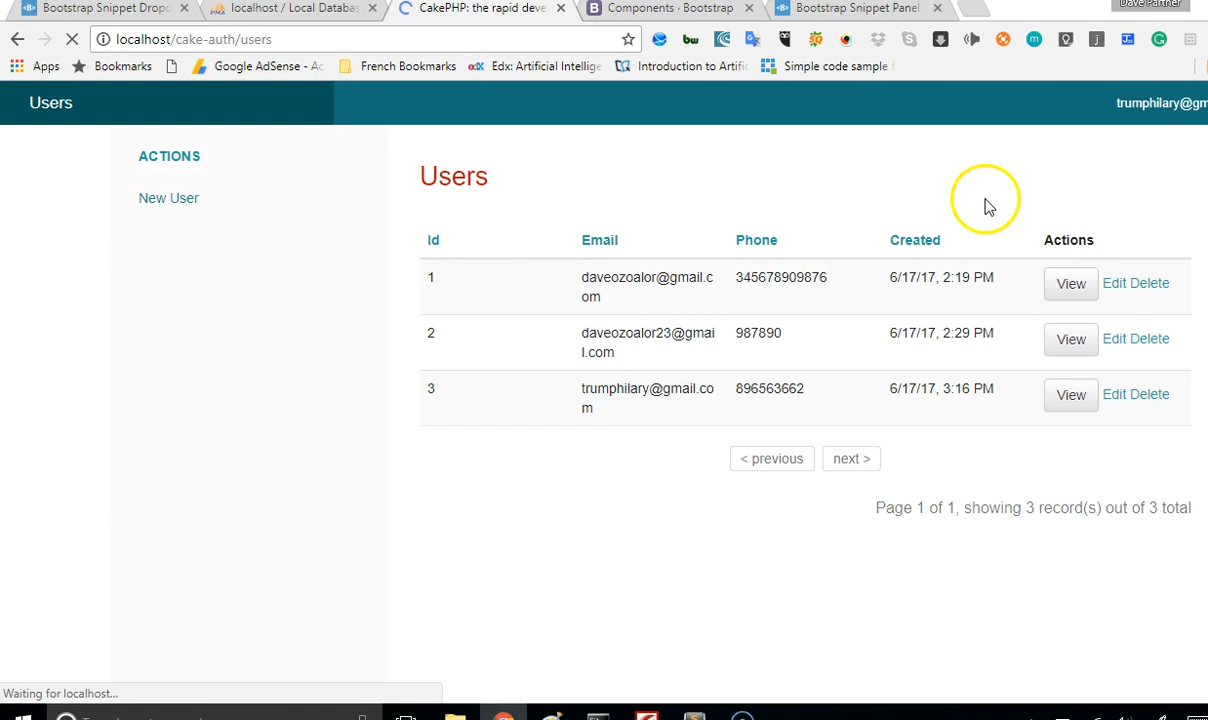 Bootstrap Snippet Dropd
localhost / Local Databas
CakePHP: the rapid deve
Components · Bootstrap
Bootstrap Snippet Panel
Dave Partner
localhost/cake-auth/users
Apps
Bookmarks
Google AdSense - Ac
French Bookmarks
Edx: Artificial Intellige
Introduction to Artific
Simple code sample
Users
trumphilary@gm
ACTIONS
New User
Users
Id Email Phone Created Actions
1 daveozoalor@gmail.c 345678909876 6/17/17, 2:19 PM View Edit Delete
om
2 daveozoalor23@gmai 987890 6/17/17, 2:29 PM View Edit Delete
l.com
3 trumphilary@gmail.co 896563662 6/17/17, 3:16 PM View Edit Delete
m
< previous next >
Page 1 of 1, showing 3 record(s) out of 3 total
Waiting for localhost...